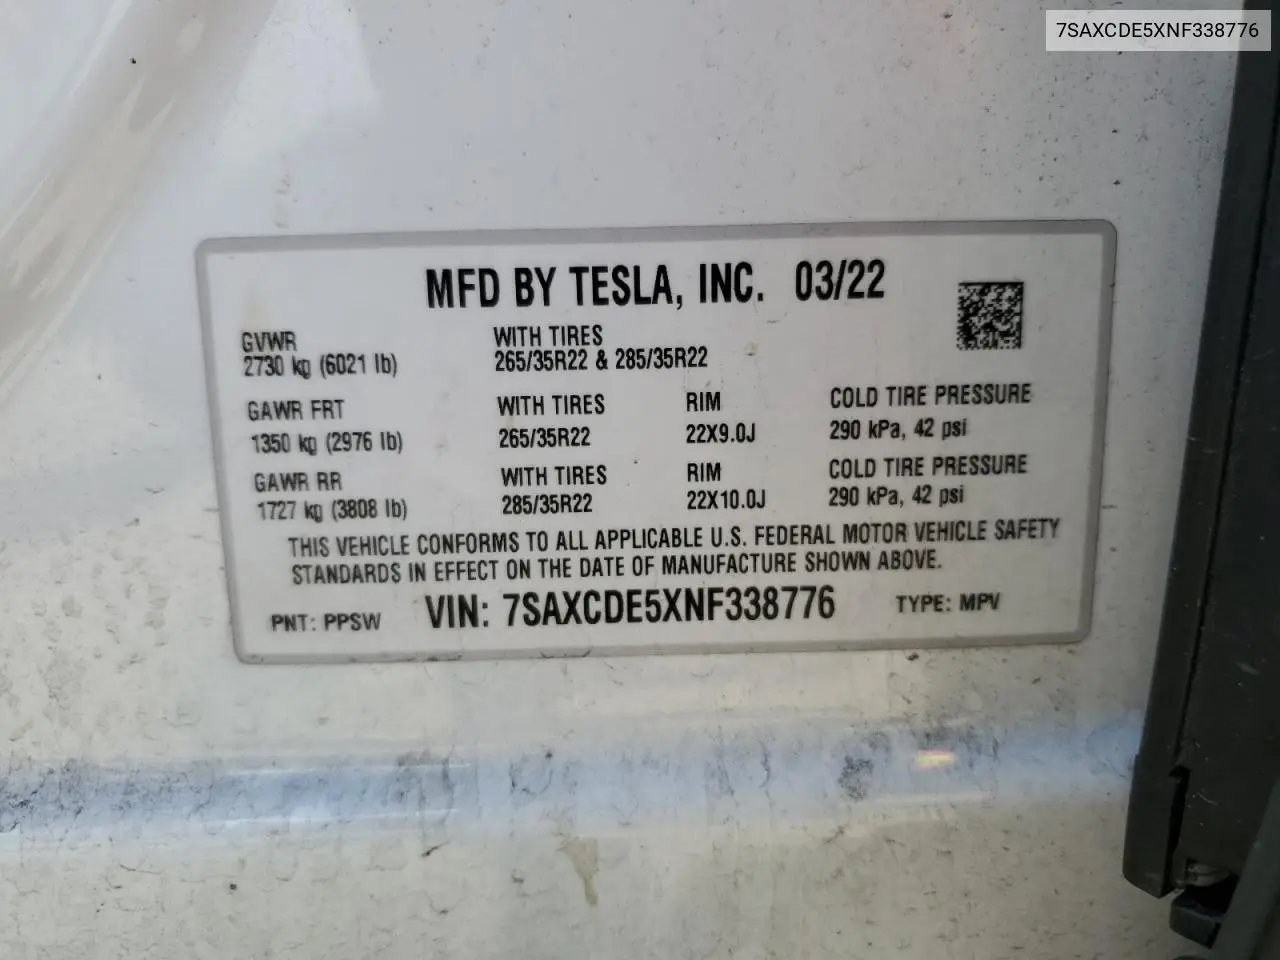 7SAXCDE5XNF338776
MFD BY TESLA, INC. 03/22
GVWR WITH TIRES
2730 kg (6021 lb) 265/35R22 & 285/35R22
GAWR FRT WITH TIRES RIM COLD TIRE PRESSURE
1350 kg (2976 lb) 265/35R22 22X9.0J 290 kPa, 42 psi
GAWR RR WITH TIRES RIM COLD TIRE PRESSURE
1727 kg (3808 lb) 285/35R22 22X10.0J 290 kPa, 42 psi
THIS VEHICLE CONFORMS TO ALL APPLICABLE U.S. FEDERAL MOTOR VEHICLE SAFETY
STANDARDS IN EFFECT ON THE DATE OF MANUFACTURE SHOWN ABOVE.
PNT: PPSW VIN: 7SAXCDE5XNF338776 TYPE: MPV